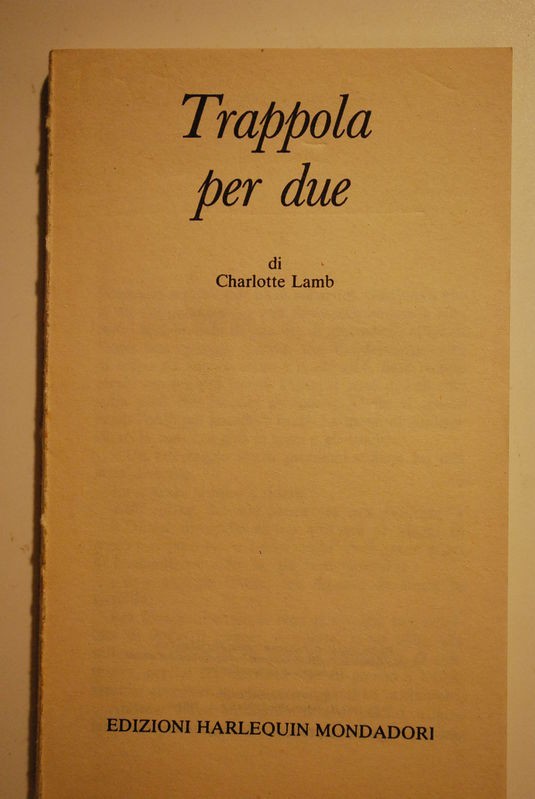 Trappola
per due
di
Charlotte Lamb
EDIZIONI HARLEQUIN MONDADORI